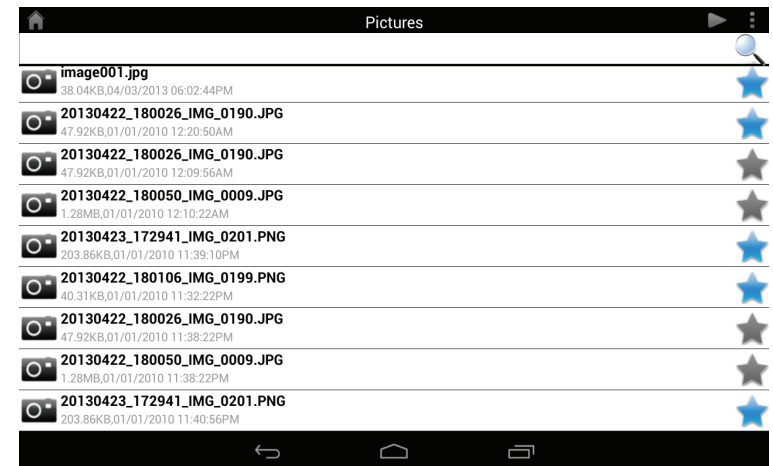 Pictures
image001.jpg
38.04KB,04/03/2013 06:02:44PM
20130422_180026_IMG_0190.JPG
47.92KB,01/01/2010 12:20:50AM
20130422_180026_IMG_0190.JPG
47.92KB,01/01/2010 12:09:56AM
20130422_180050_IMG_0009.JPG
1.28MB,01/01/2010 12:10:22AM
20130423_172941_IMG_0201.PNG
203.86KB,01/01/2010 11:39:10PM
20130422_180106_IMG_0199.PNG
40.31KB,01/01/2010 11:32:22PM
20130422_180026_IMG_0190.JPG
47.92KB,01/01/2010 11:38:22PM
20130422_180050_IMG_0009.JPG
1.28MB,01/01/2010 11:38:22PM
20130423_172941_IMG_0201.PNG
203.86KB,01/01/2010 11:40:56PM